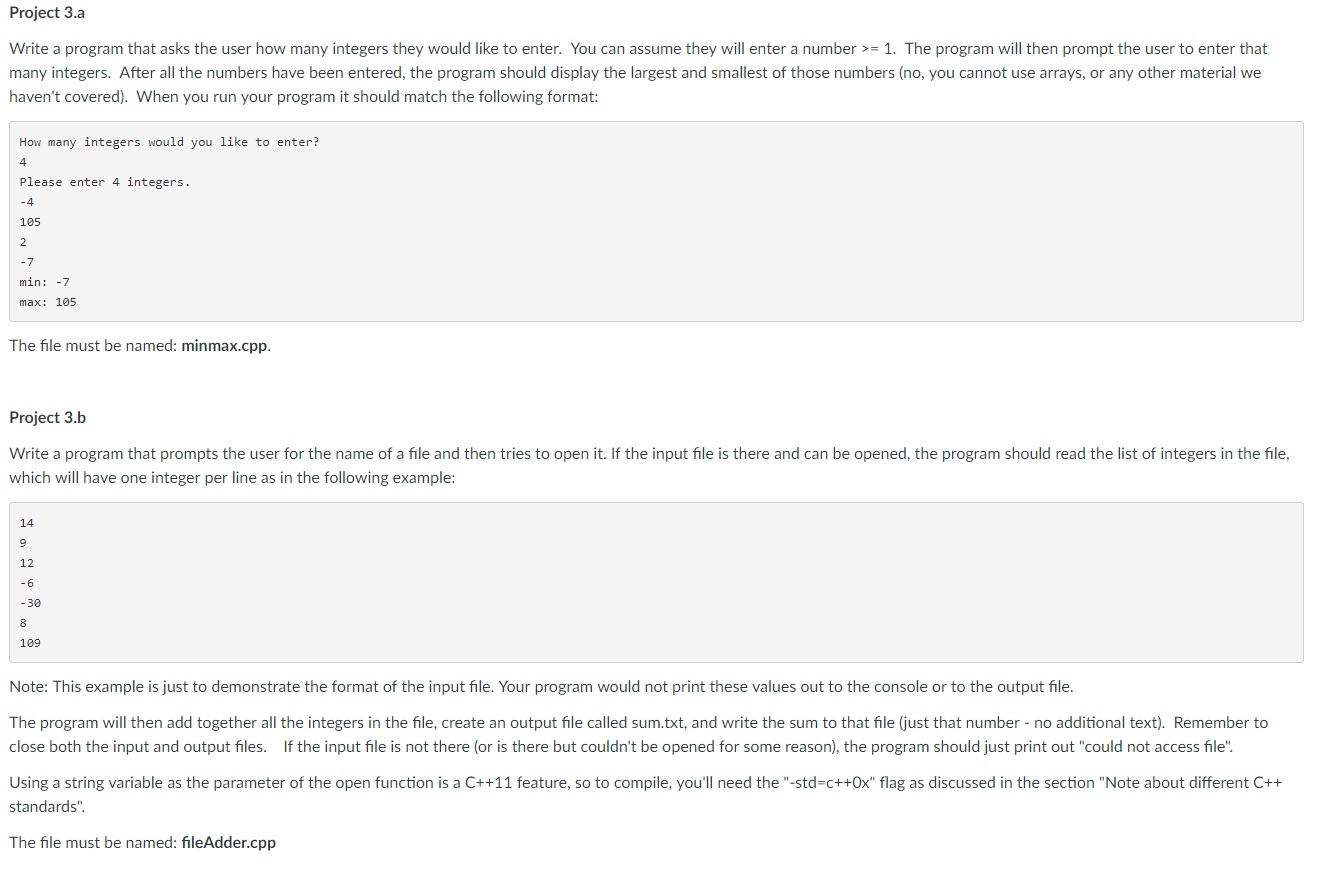 Project 3.a
Write a program that asks the user how many integers they would like to enter.  You can assume they will enter a number >= 1.  The program will then prompt the user to enter that
many integers.  After all the numbers have been entered, the program should display the largest and smallest of those numbers (no, you cannot use arrays, or any other material we
haven't covered).  When you run your program it should match the following format:
How many integers would you like to enter?
4
Please enter 4 integers.
-4
105
2
-7
min: -7
max: 105
The file must be named: minmax.cpp.
Project 3.b
Write a program that prompts the user for the name of a file and then tries to open it. If the input file is there and can be opened, the program should read the list of integers in the file,
which will have one integer per line as in the following example:
14
9
12
-6
-30
8
109
Note: This example is just to demonstrate the format of the input file. Your program would not print these values out to the console or to the output file.
The program will then add together all the integers in the file, create an output file called sum.txt, and write the sum to that file (just that number - no additional text).  Remember to
close both the input and output files.    If the input file is not there (or is there but couldn't be opened for some reason), the program should just print out "could not access file".
Using a string variable as the parameter of the open function is a C++11 feature, so to compile, you'll need the "-std=c++0x" flag as discussed in the section "Note about different C++
standards".
The file must be named: fileAdder.cpp